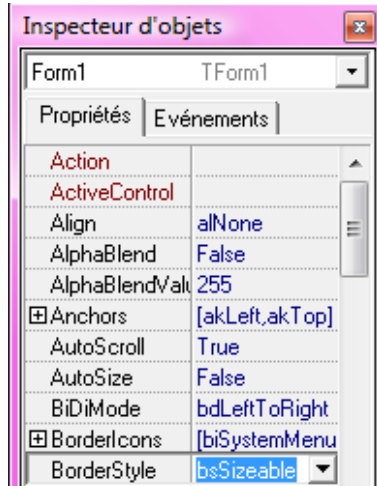 Inspecteur d'objets
Form1 TForm1
Propriétés Evénements
Action
ActiveControl
Align alNone
AlphaBlend False
AlphaBlendValu 255
Anchors [akLeft,akTop]
AutoScroll True
AutoSize False
BiDiMode bdLeftToRight
BorderIcons [biSystemMenu
BorderStyle bsSizeable